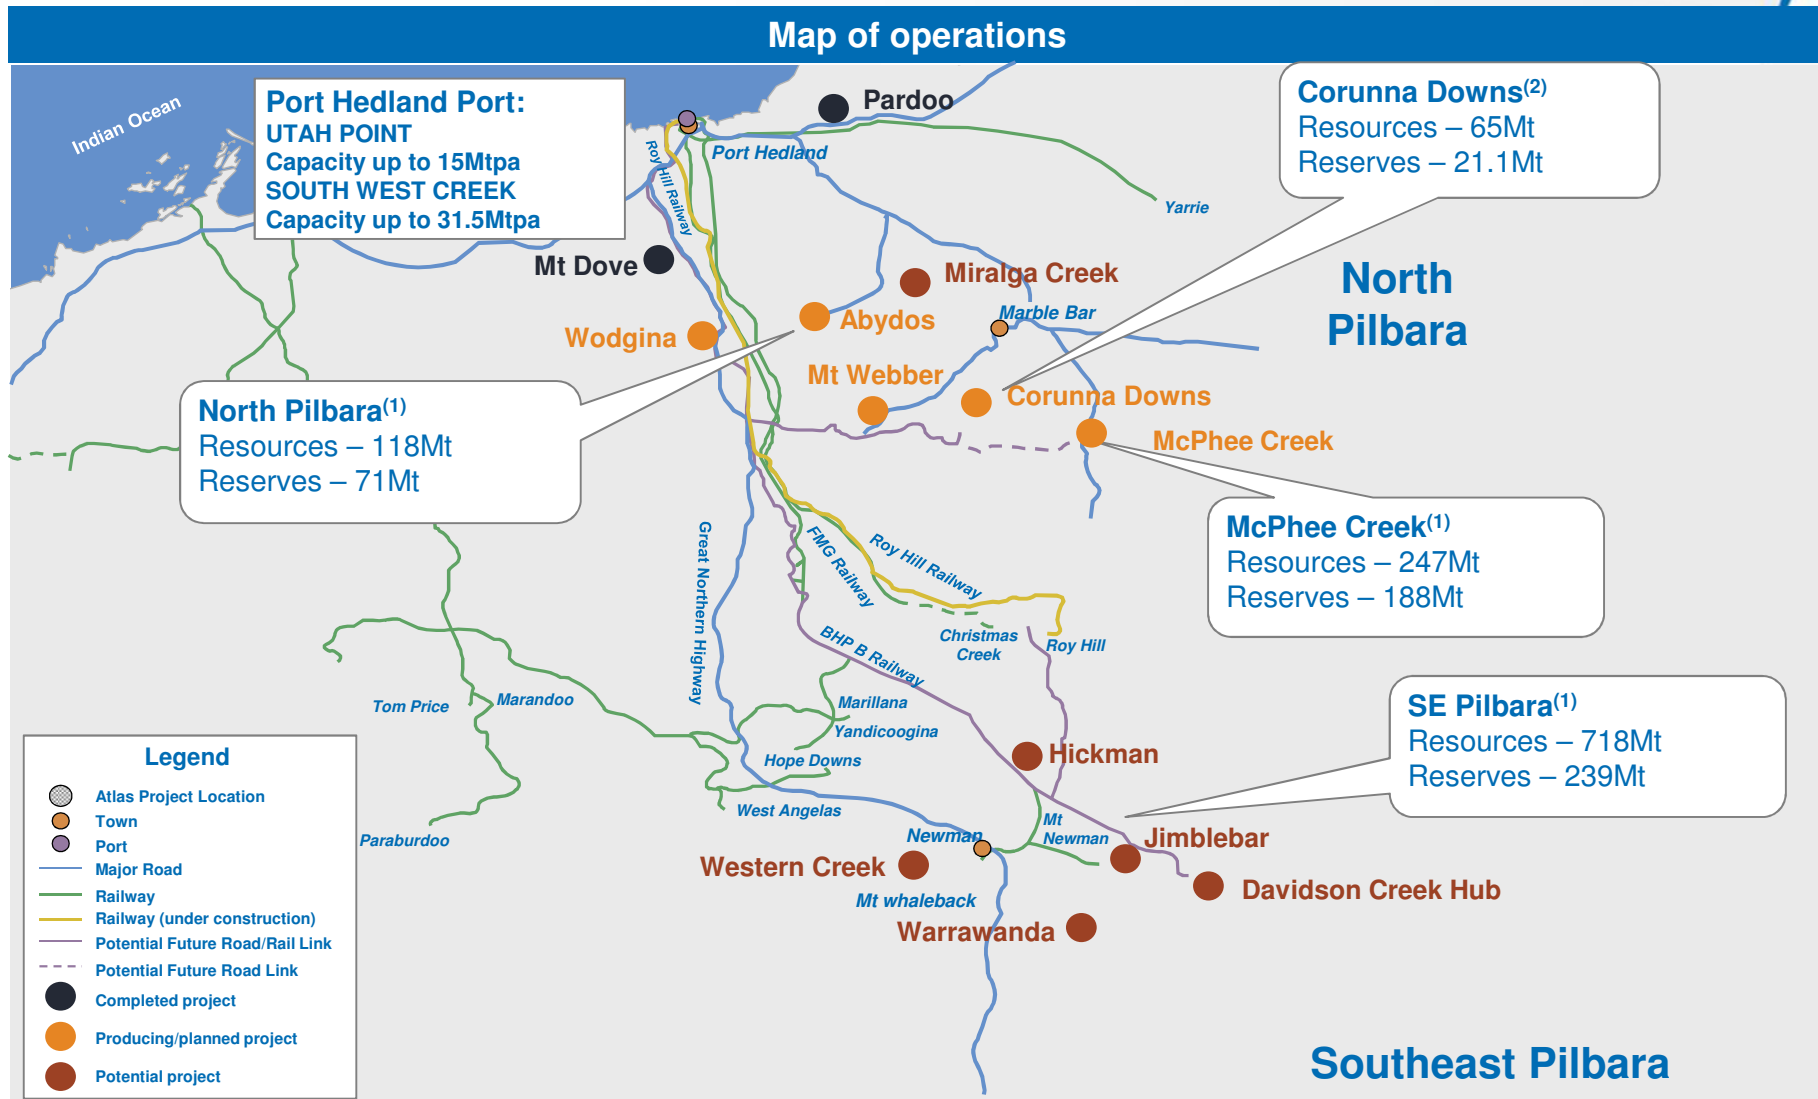 Map of operations
Indian Ocean
Port Hedland Port:
UTAH POINT
Capacity up to 15Mtpa
SOUTH WEST CREEK
Capacity up to 31.5Mtpa
Pardoo
Corunna Downs(2)
Resources – 65Mt
Reserves – 21.1Mt
Port Hedland
Roy Hill Railway
Yarrie
Mt Dove
Miralga Creek
North
Pilbara
Marble Bar
Abydos
Wodgina
Mt Webber
Corunna Downs
McPhee Creek
North Pilbara(1)
Resources – 118Mt
Reserves – 71Mt
McPhee Creek(1)
Resources – 247Mt
Reserves – 188Mt
Great Northern Highway
FMG Railway
Roy Hill Railway
BHP B Railway
Christmas
Creek
Roy Hill
Tom Price
Marandoo
Marillana
Yandicoogina
Hope Downs
West Angelas
Hickman
SE Pilbara(1)
Resources – 718Mt
Reserves – 239Mt
Paraburdoo
Newman
Mt
Newman
Jimblebar
Western Creek
Davidson Creek Hub
Mt whaleback
Warrawanda
Southeast Pilbara
Legend
Atlas Project Location
Town
Port
Major Road
Railway
Railway (under construction)
Potential Future Road/Rail Link
Potential Future Road Link
Completed project
Producing/planned project
Potential project